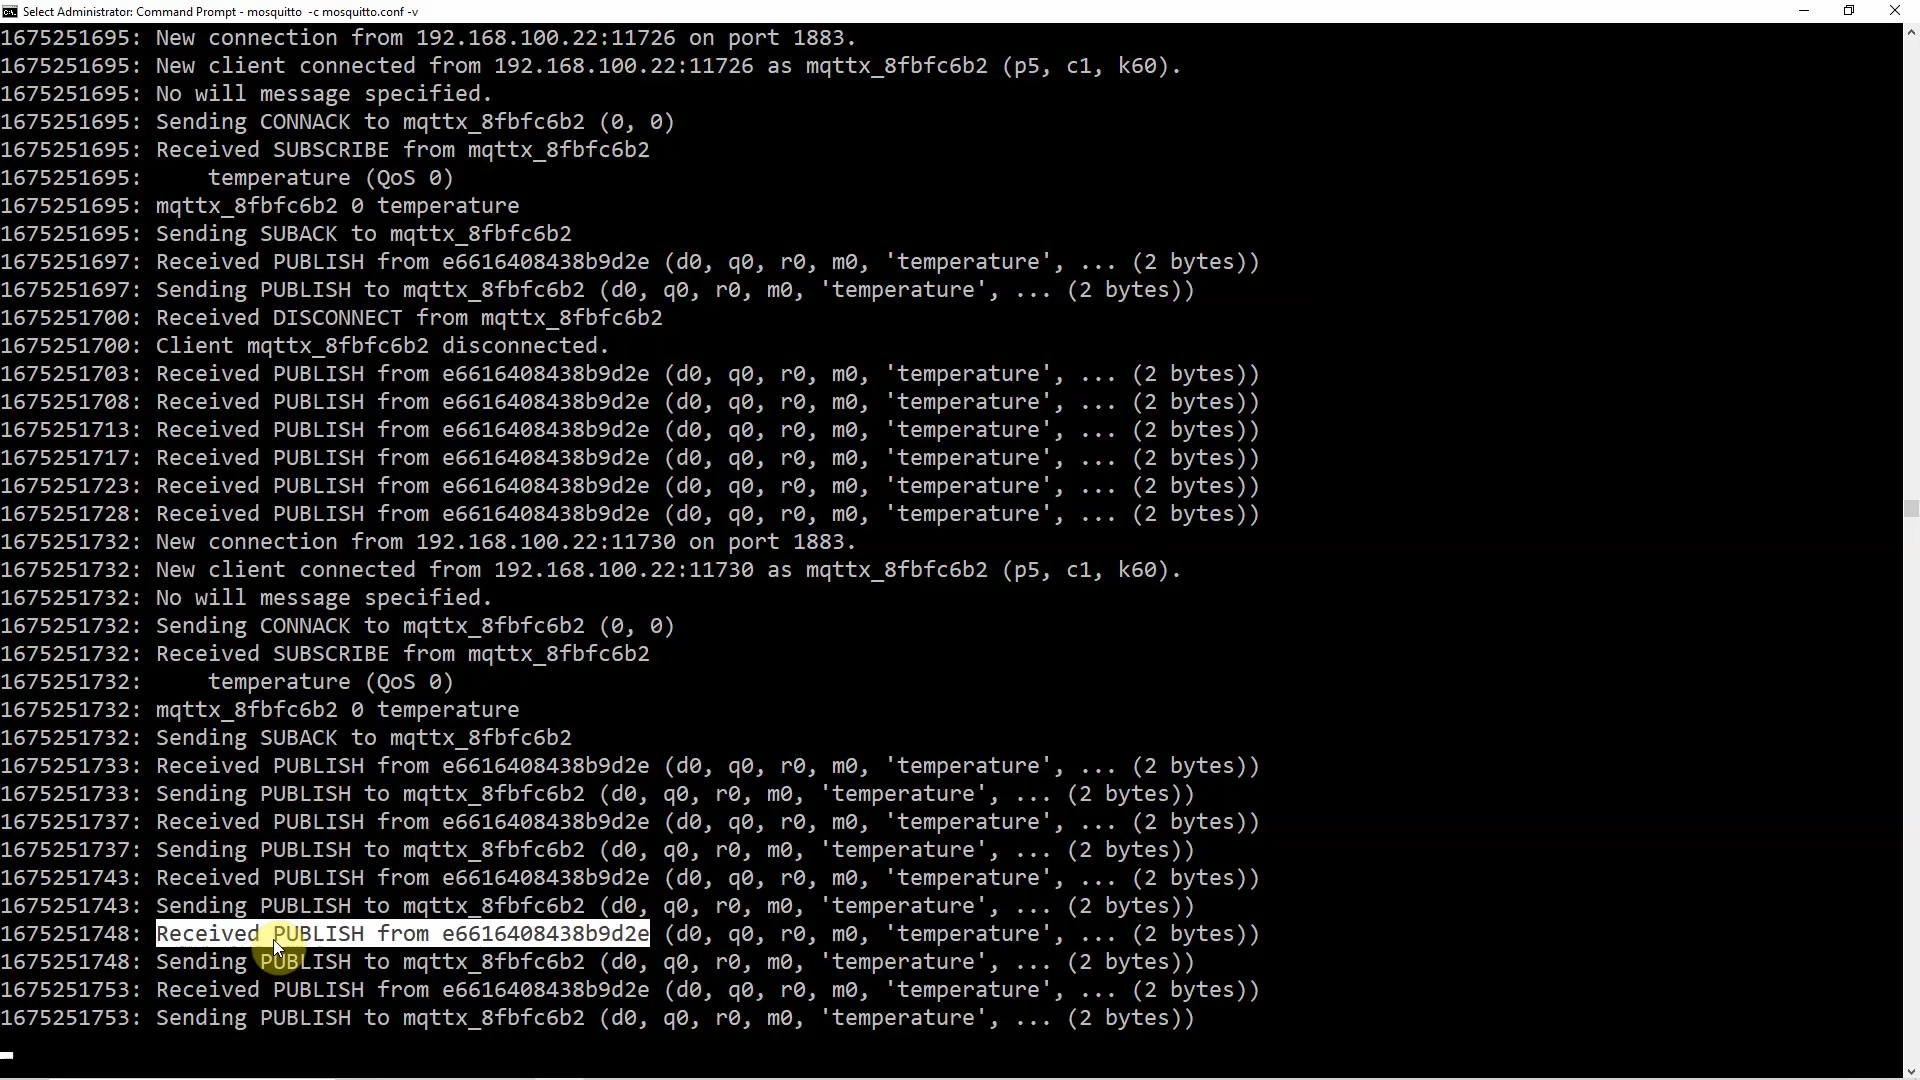 Select Administrator: Command Prompt - mosquitto -c mosquitto.conf -v
1675251695: New connection from 192.168.100.22:11726 on port 1883.
1675251695: New client connected from 192.168.100.22:11726 as mqttx_8fbfc6b2 (p5, c1, k60).
1675251695: No will message specified.
1675251695: Sending CONNACK to mqttx_8fbfc6b2 (0, 0)
1675251695: Received SUBSCRIBE from mqttx_8fbfc6b2
1675251695:     temperature (QoS 0)
1675251695: mqttx_8fbfc6b2 0 temperature
1675251695: Sending SUBACK to mqttx_8fbfc6b2
1675251697: Received PUBLISH from e6616408438b9d2e (d0, q0, r0, m0, 'temperature', ... (2 bytes))
1675251697: Sending PUBLISH to mqttx_8fbfc6b2 (d0, q0, r0, m0, 'temperature', ... (2 bytes))
1675251700: Received DISCONNECT from mqttx_8fbfc6b2
1675251700: Client mqttx_8fbfc6b2 disconnected.
1675251703: Received PUBLISH from e6616408438b9d2e (d0, q0, r0, m0, 'temperature', ... (2 bytes))
1675251708: Received PUBLISH from e6616408438b9d2e (d0, q0, r0, m0, 'temperature', ... (2 bytes))
1675251713: Received PUBLISH from e6616408438b9d2e (d0, q0, r0, m0, 'temperature', ... (2 bytes))
1675251717: Received PUBLISH from e6616408438b9d2e (d0, q0, r0, m0, 'temperature', ... (2 bytes))
1675251723: Received PUBLISH from e6616408438b9d2e (d0, q0, r0, m0, 'temperature', ... (2 bytes))
1675251728: Received PUBLISH from e6616408438b9d2e (d0, q0, r0, m0, 'temperature', ... (2 bytes))
1675251732: New connection from 192.168.100.22:11730 on port 1883.
1675251732: New client connected from 192.168.100.22:11730 as mqttx_8fbfc6b2 (p5, c1, k60).
1675251732: No will message specified.
1675251732: Sending CONNACK to mqttx_8fbfc6b2 (0, 0)
1675251732: Received SUBSCRIBE from mqttx_8fbfc6b2
1675251732:     temperature (QoS 0)
1675251732: mqttx_8fbfc6b2 0 temperature
1675251732: Sending SUBACK to mqttx_8fbfc6b2
1675251733: Received PUBLISH from e6616408438b9d2e (d0, q0, r0, m0, 'temperature', ... (2 bytes))
1675251733: Sending PUBLISH to mqttx_8fbfc6b2 (d0, q0, r0, m0, 'temperature', ... (2 bytes))
1675251737: Received PUBLISH from e6616408438b9d2e (d0, q0, r0, m0, 'temperature', ... (2 bytes))
1675251737: Sending PUBLISH to mqttx_8fbfc6b2 (d0, q0, r0, m0, 'temperature', ... (2 bytes))
1675251743: Received PUBLISH from e6616408438b9d2e (d0, q0, r0, m0, 'temperature', ... (2 bytes))
1675251743: Sending PUBLISH to mqttx_8fbfc6b2 (d0, q0, r0, m0, 'temperature', ... (2 bytes))
1675251748: Received PUBLISH from e6616408438b9d2e (d0, q0, r0, m0, 'temperature', ... (2 bytes))
1675251748: Sending PUBLISH to mqttx_8fbfc6b2 (d0, q0, r0, m0, 'temperature', ... (2 bytes))
1675251753: Received PUBLISH from e6616408438b9d2e (d0, q0, r0, m0, 'temperature', ... (2 bytes))
1675251753: Sending PUBLISH to mqttx_8fbfc6b2 (d0, q0, r0, m0, 'temperature', ... (2 bytes))